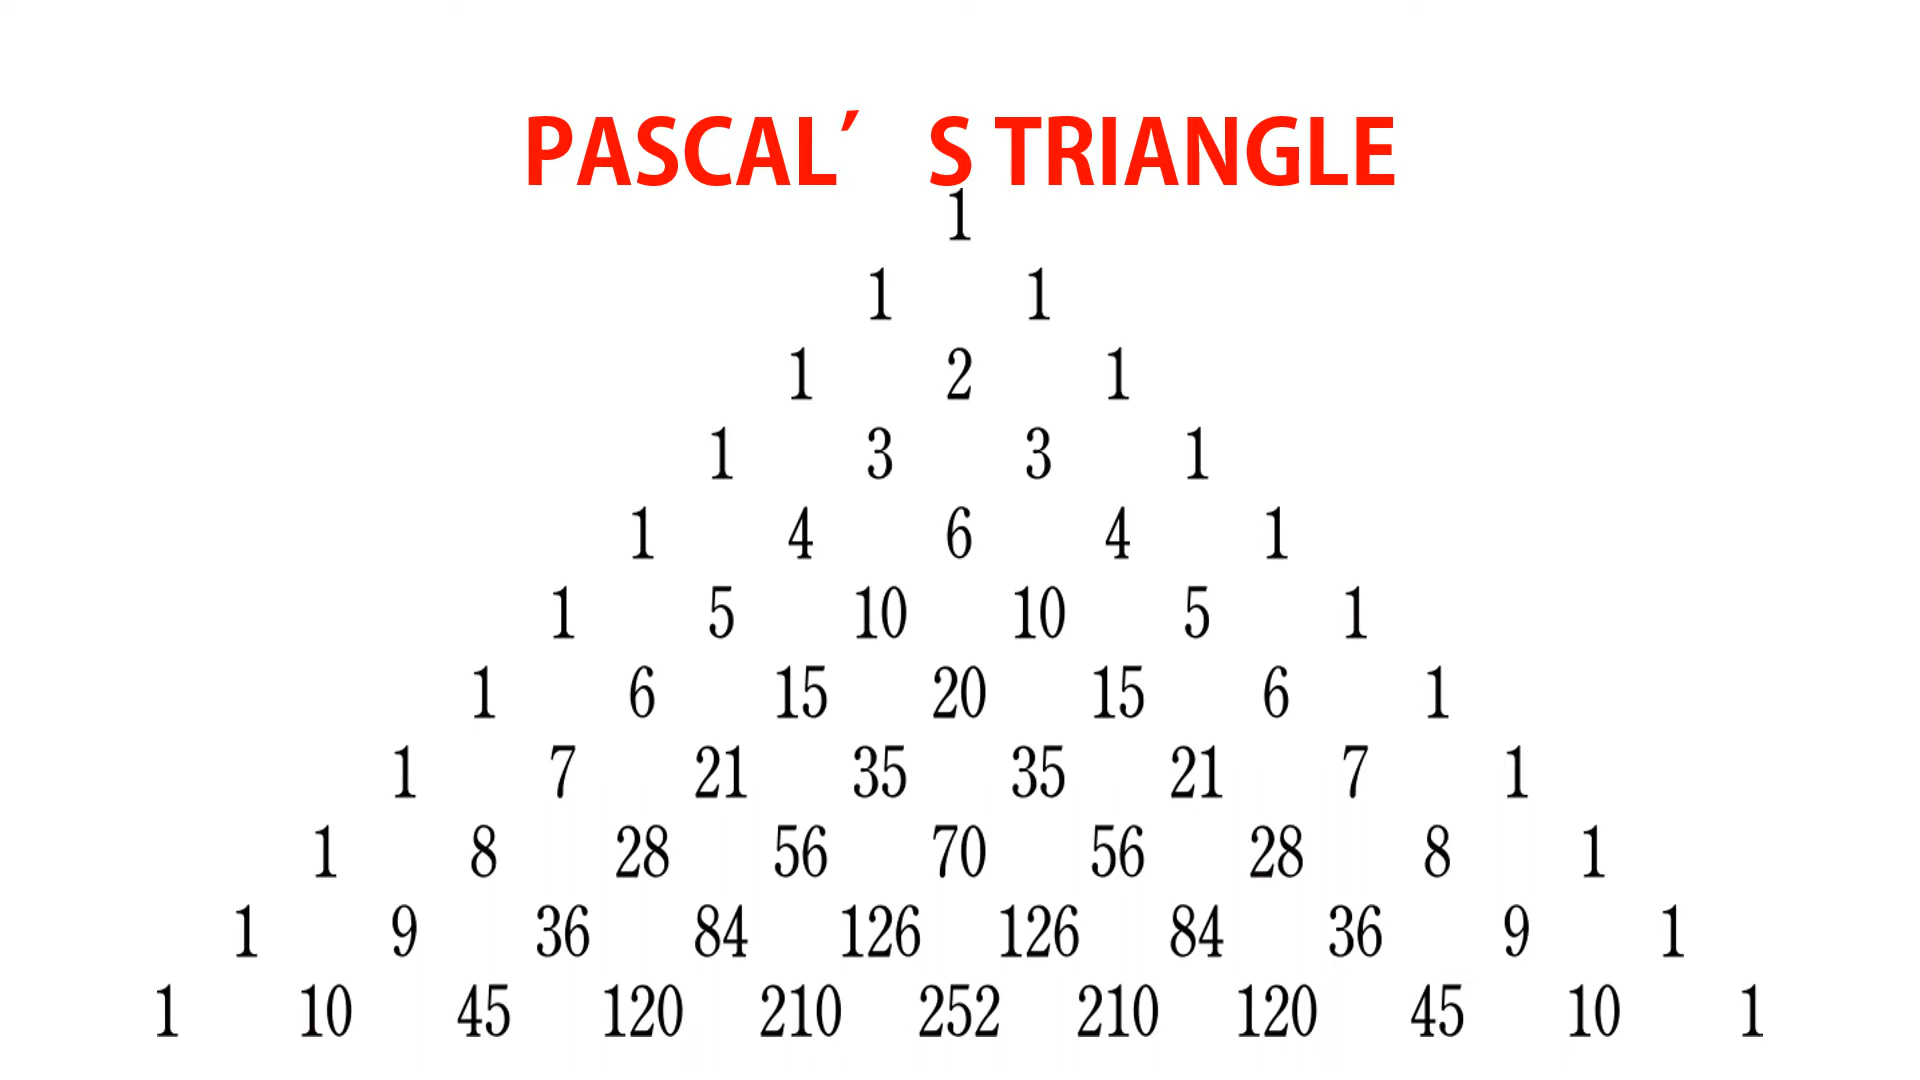 PASCAL′ S TRIANGLE
1
1 1
1 2 1
1 3 3 1
1 4 6 4 1
1 5 10 10 5 1
1 6 15 20 15 6 1
1 7 21 35 35 21 7 1
1 8 28 56 70 56 28 8 1
1 9 36 84 126 126 84 36 9 1
1 10 45 120 210 252 210 120 45 10 1